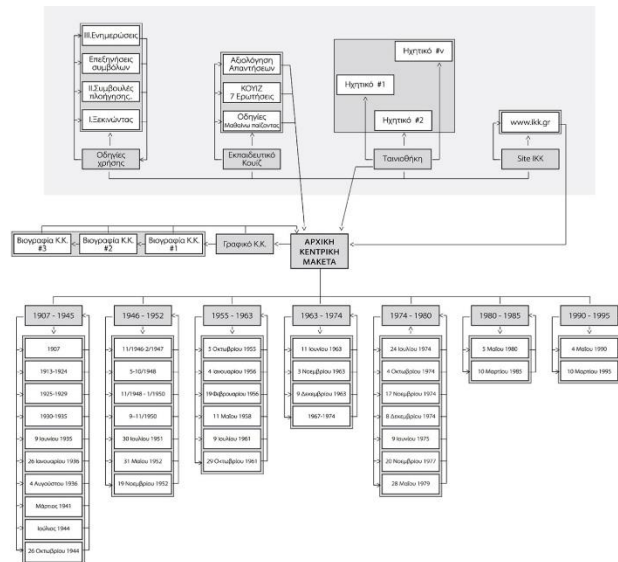 III.Ενημερώσεις
Επεξηγήσεις
συμβόλων
II.Συμβουλές
πλοήγησης..
I.Ξεκινώντας
Οδηγίες
χρήσης
Αξιολόγηση
Απαντήσεων
ΚΟΥΙΖ
7 Ερωτήσεις
Οδηγίες
Μαθαίνω παίζοντας
Εκπαιδευτικό
Κουίζ
Ηχητικό #ν
Ηχητικό #1
Ηχητικό #2
Ταινιοθήκη
www.ikk.gr
Site IKK
Βιογραφία Κ.Κ.
#3
Βιογραφία Κ.Κ.
#2
Βιογραφία Κ.Κ.
#1
Γραφικό Κ.Κ.
ΑΡΧΙΚΗ
ΚΕΝΤΡΙΚΗ
ΜΑΚΕΤΑ
1907 - 1945
1907
1913-1924
1925-1929
1930-1935
9 Ιουνίου 1935
26 Ιανουαρίου 1936
4 Αυγούστου 1936
Μάρτιος 1941
Ιούλιος 1944
26 Οκτωβρίου 1944
1946 - 1952
11/1946-2/1947
5-10/1948
11/1948 - 1/1950
3-11/1950
30 Ιουλίου 1951
31 Μαΐου 1952
19 Νοεμβρίου 1952
1955 - 1963
5 Οκτωβρίου 1955
4 Ιανουαρίου 1956
19 Φεβρουαρίου 1956
11 Μαΐου 1958
9 Ιουλίου 1961
29 Οκτωβρίου 1961
1963 - 1974
11 Ιουνίου 1963
3 Νοεμβρίου 1963
9 Δεκεμβρίου 1963
1967-1974
1974 - 1980
24 Ιουλίου 1974
4 Οκτωβρίου 1974
17 Νοεμβρίου 1974
8 Δεκεμβρίου 1974
9 Ιουνίου 1975
20 Νοεμβρίου 1977
28 Μαΐου 1979
1980 - 1985
5 Μαΐου 1980
10 Μαρτίου 1985
1990 - 1995
4 Μαΐου 1990
10 Μαρτίου 1995